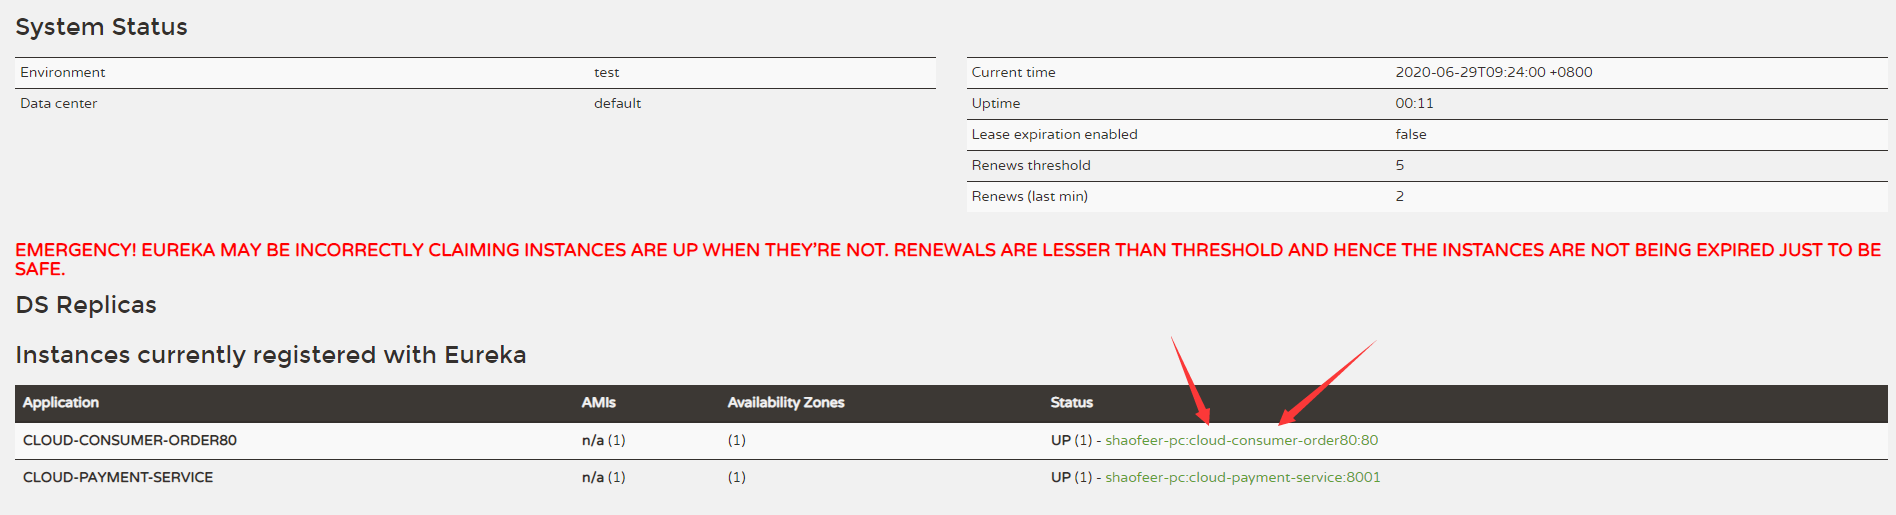 System Status
Environment test
Data center default
Current time 2020-06-29T09:24:00 +0800
Uptime 00:11
Lease expiration enabled false
Renews threshold 5
Renews (last min) 2
EMERGENCY! EUREKA MAY BE INCORRECTLY CLAIMING INSTANCES ARE UP WHEN THEY'RE NOT. RENEWALS ARE LESSER THAN THRESHOLD AND HENCE THE INSTANCES ARE NOT BEING EXPIRED JUST TO BE
SAFE.
DS Replicas
Instances currently registered with Eureka
Application AMIs Availability Zones Status
CLOUD-CONSUMER-ORDER80 n/a (1) (1) UP (1) - shaofeer-pc:cloud-consumer-order80:80
CLOUD-PAYMENT-SERVICE n/a (1) (1) UP (1) - shaofeer-pc:cloud-payment-service:8001